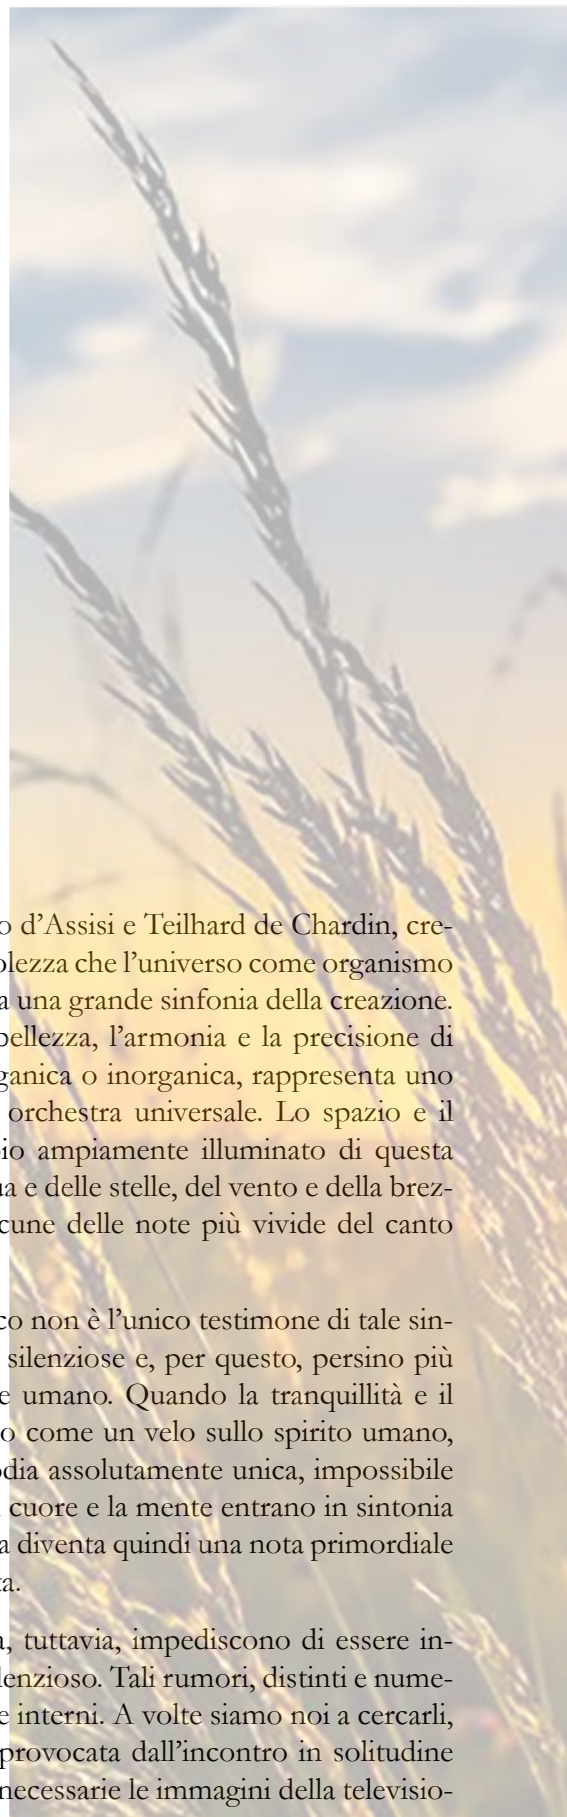 o d’Assisi e Teilhard de Chardin, cre-
olezza che l’universo come organismo
a una grande sinfonia della creazione.
bellezza, l’armonia e la precisione di
ganica o inorganica, rappresenta uno
orchestra universale. Lo spazio e il
io ampiamente illuminato di questa
a e delle stelle, del vento e della brez-
cune delle note più vivide del canto
co non è l’unico testimone di tale sin-
silenziose e, per questo, persino più
e umano. Quando la tranquillità e il
o come un velo sullo spirito umano,
dia assolutamente unica, impossibile
cuore e la mente entrano in sintonia
a diventa quindi una nota primordiale
ta.
a, tuttavia, impediscono di essere in-
lenzioso. Tali rumori, distinti e nume-
e interni. A volte siamo noi a cercarli,
provocata dall’incontro in solitudine
necessarie le immagini della televisio-